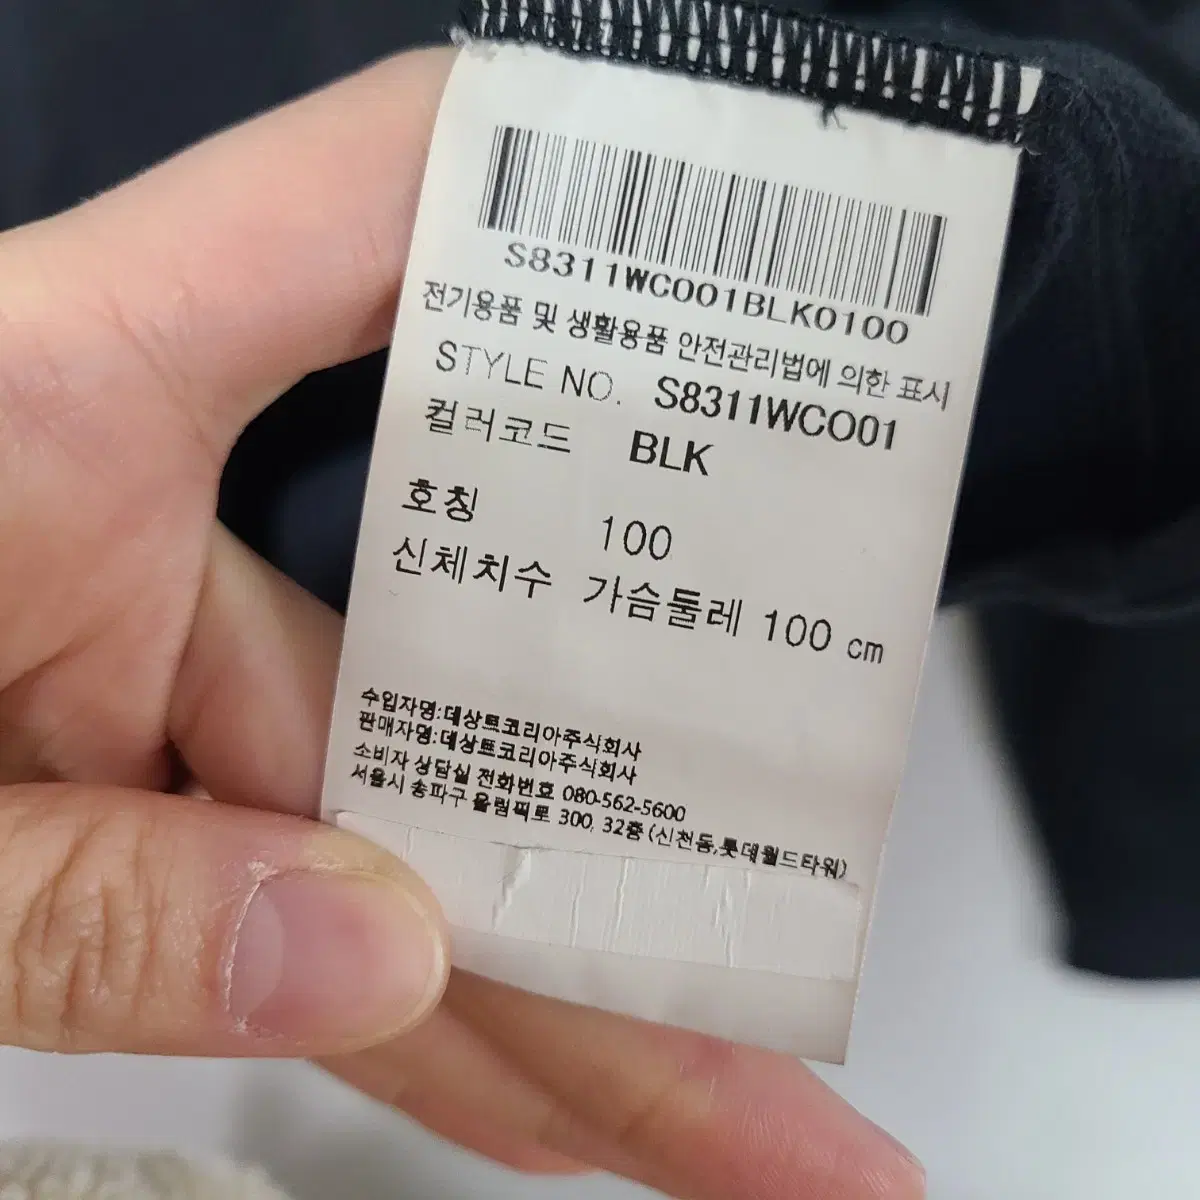 S8311WCO01BLK0100
전기용품 및 생활용품 안전관리법에 의한 표시
STYLE NO. S8311WCO01
컬러코드 BLK
호칭 100
신체치수 가슴둘레 100 cm
수입자명:데상트코리아주식회사
판매자명:데상트코리아주식회사
소비자 상담실 전화번호 080-562-5600
서울시 송파구 올림픽로 300, 32층 (신천동,롯데월드타워)